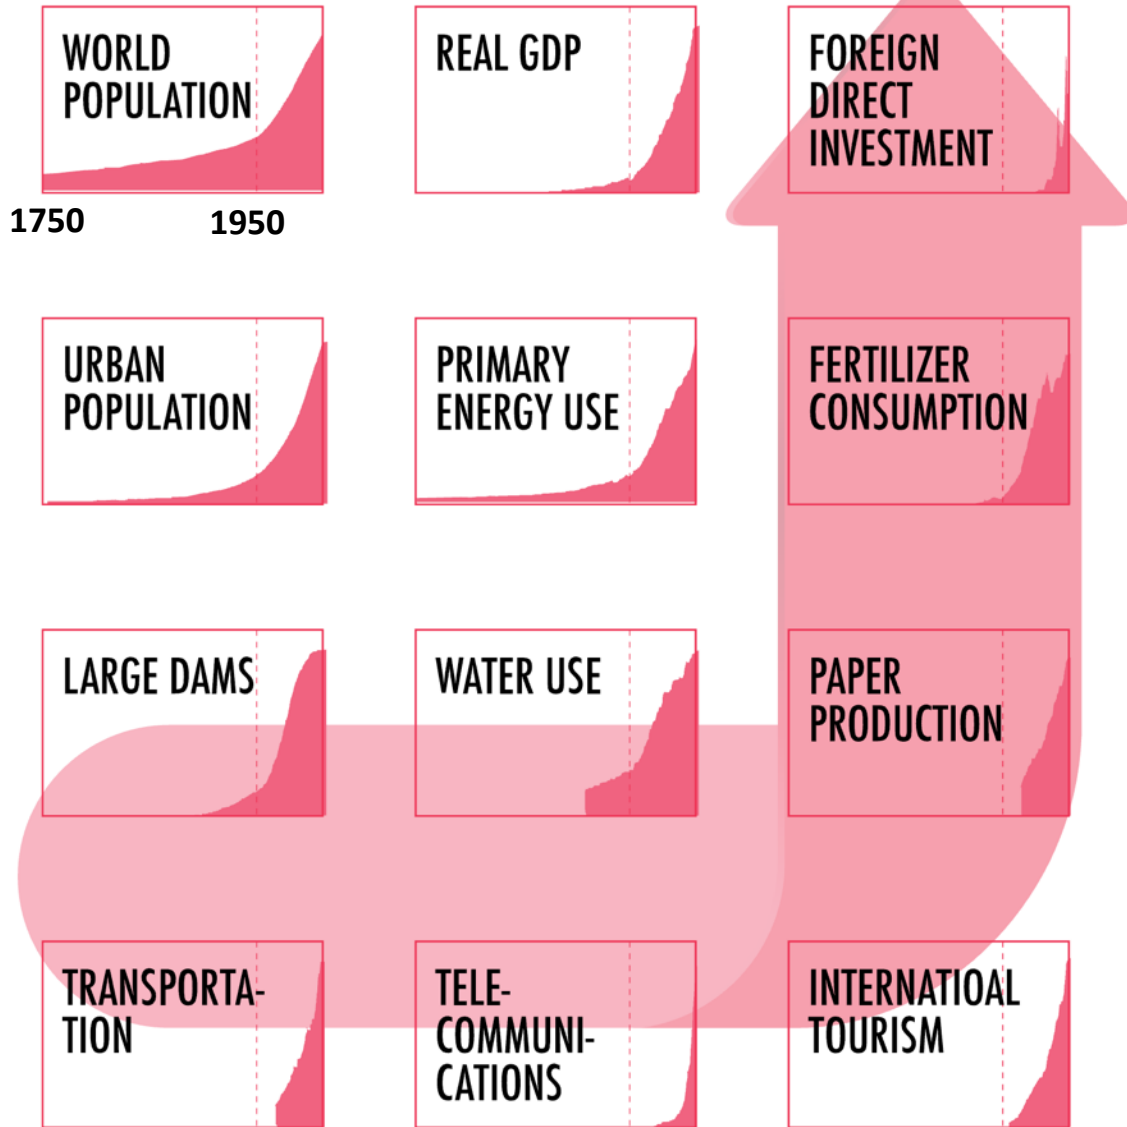 WORLD
POPULATION
REAL GDP
FOREIGN
DIRECT
INVESTMENT
1750
1950
URBAN
POPULATION
PRIMARY
ENERGY USE
FERTILIZER
CONSUMPTION
LARGE DAMS
WATER USE
PAPER
PRODUCTION
TRANSPORTA-
TION
TELE-
COMMUNI-
CATIONS
INTERNATIOAL
TOURISM